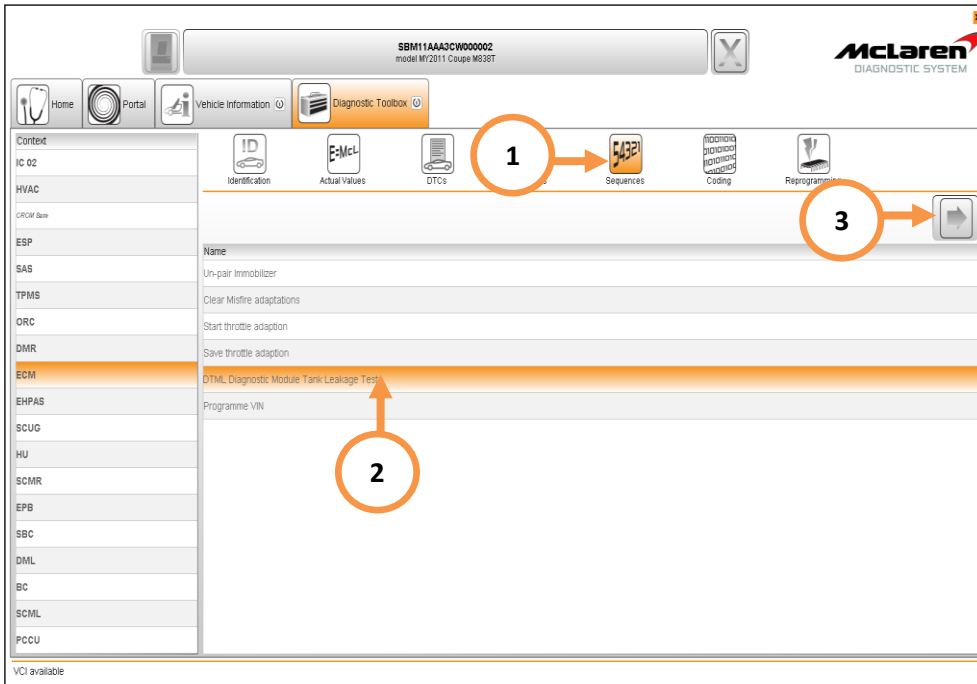 SBM11AAA3CW000002
model MY2011 Coupe M838T
McLaren
DIAGNOSTIC SYSTEM
Home
Portal
Vehicle Information
Diagnostic Toolbox
Context
IC 02
HVAC
CRCM Base
ESP
SAS
TPMS
ORC
DMR
ECM
EHPAS
SCUG
HU
SCMR
EPB
SBC
DML
BC
SCML
PCCU
ID
E=McL
54321
Identification
Actual Values
DTCs
1
Sequences
Coding
Reprogramming
3
Name
Un-pair Immobilizer
Clear Misfire adaptations
Start throttle adaption
Save throttle adaption
DTML Diagnostic Module Tank Leakage Test
Programme VIN
2
VCI available